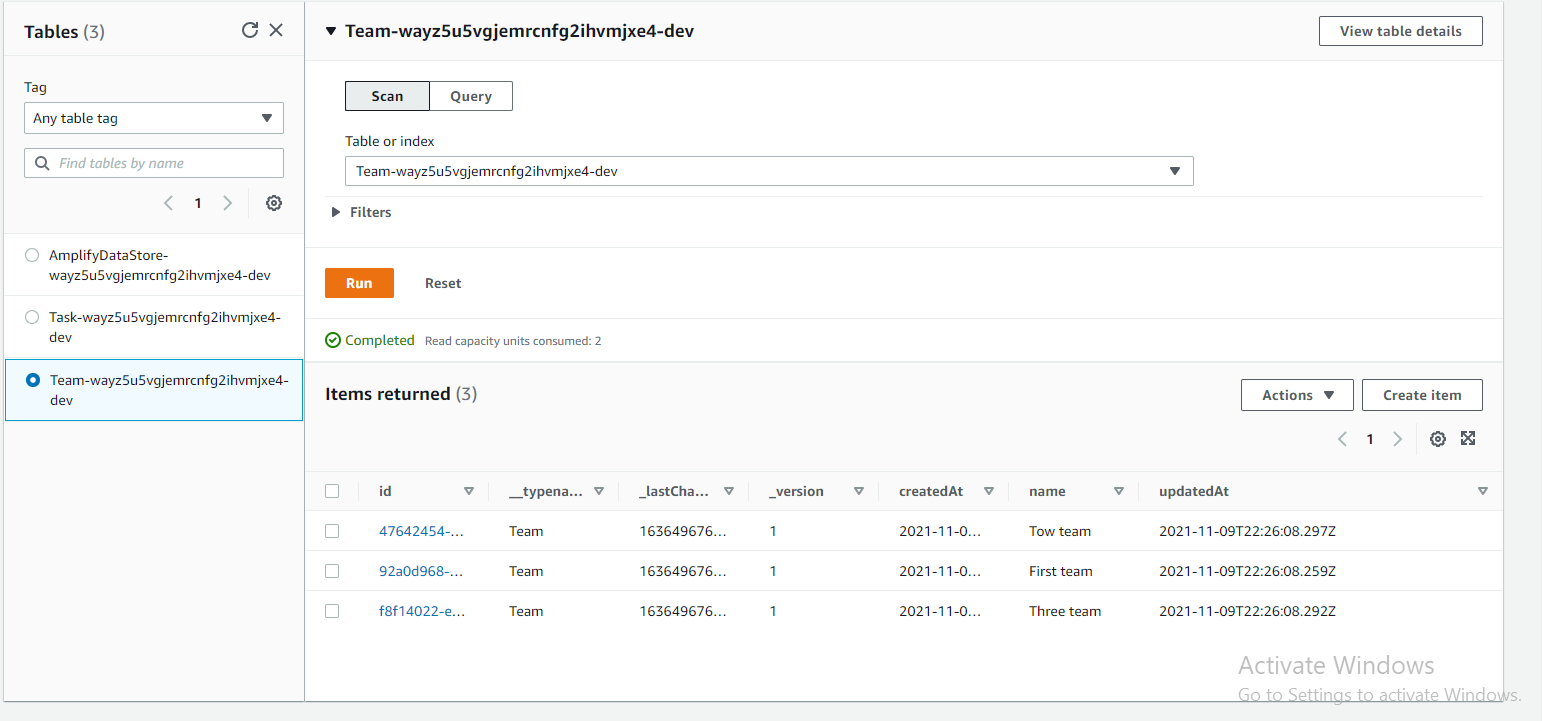 Tables (3)
Tag
Any table tag
Find tables by name
1
AmplifyDataStore-
wayz5u5vgjemrcnfg2ihvmjxe4-dev
Task-wayz5u5vgjemrcnfg2ihvmjxe4-
dev
Team-wayz5u5vgjemrcnfg2ihvmjxe4-
dev
Team-wayz5u5vgjemrcnfg2ihvmjxe4-dev
View table details
Scan Query
Table or index
Team-wayz5u5vgjemrcnfg2ihvmjxe4-dev
Filters
Run Reset
Completed Read capacity units consumed: 2
Items returned (3)
Actions Create item
1
id __typena... _lastCha... _version createdAt name updatedAt
47642454-... Team 163649676... 1 2021-11-0... Tow team 2021-11-09T22:26:08.297Z
92a0d968-... Team 163649676... 1 2021-11-0... First team 2021-11-09T22:26:08.259Z
f8f14022-e... Team 163649676... 1 2021-11-0... Three team 2021-11-09T22:26:08.292Z
Activate Windows
Go to Settings to activate Windows.